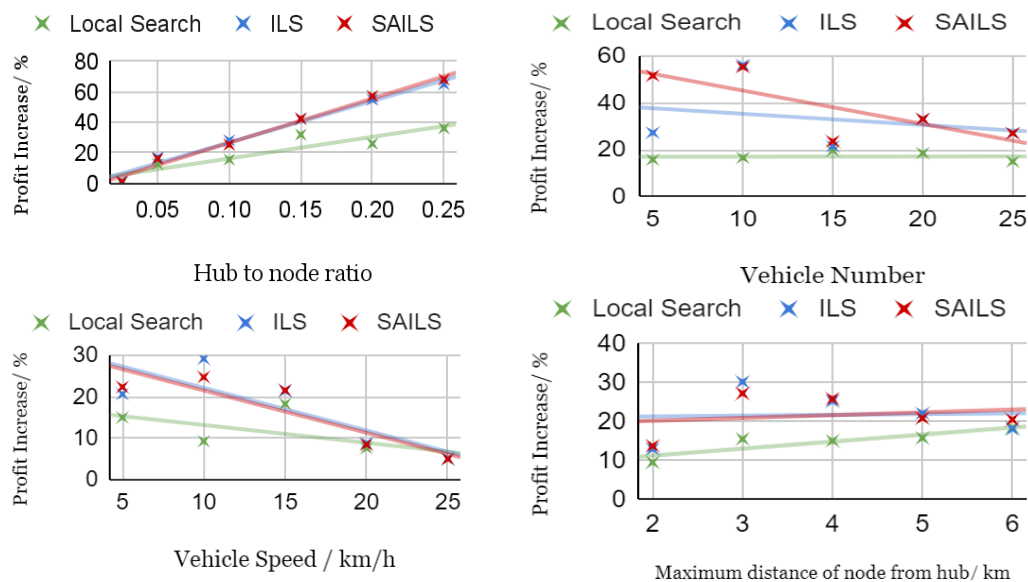 Local Search ILS SAILS
Profit Increase/ %
80
60
40
20
0
0.05 0.10 0.15 0.20 0.25
Hub to node ratio
Local Search ILS SAILS
Profit Increase/ %
60
40
20
0
5 10 15 20 25
Vehicle Number
Local Search ILS SAILS
Profit Increase/ %
30
20
10
0
5 10 15 20 25
Vehicle Speed / km/h
Local Search ILS SAILS
Profit Increase/ %
40
30
20
10
0
2 3 4 5 6
Maximum distance of node from hub/ km